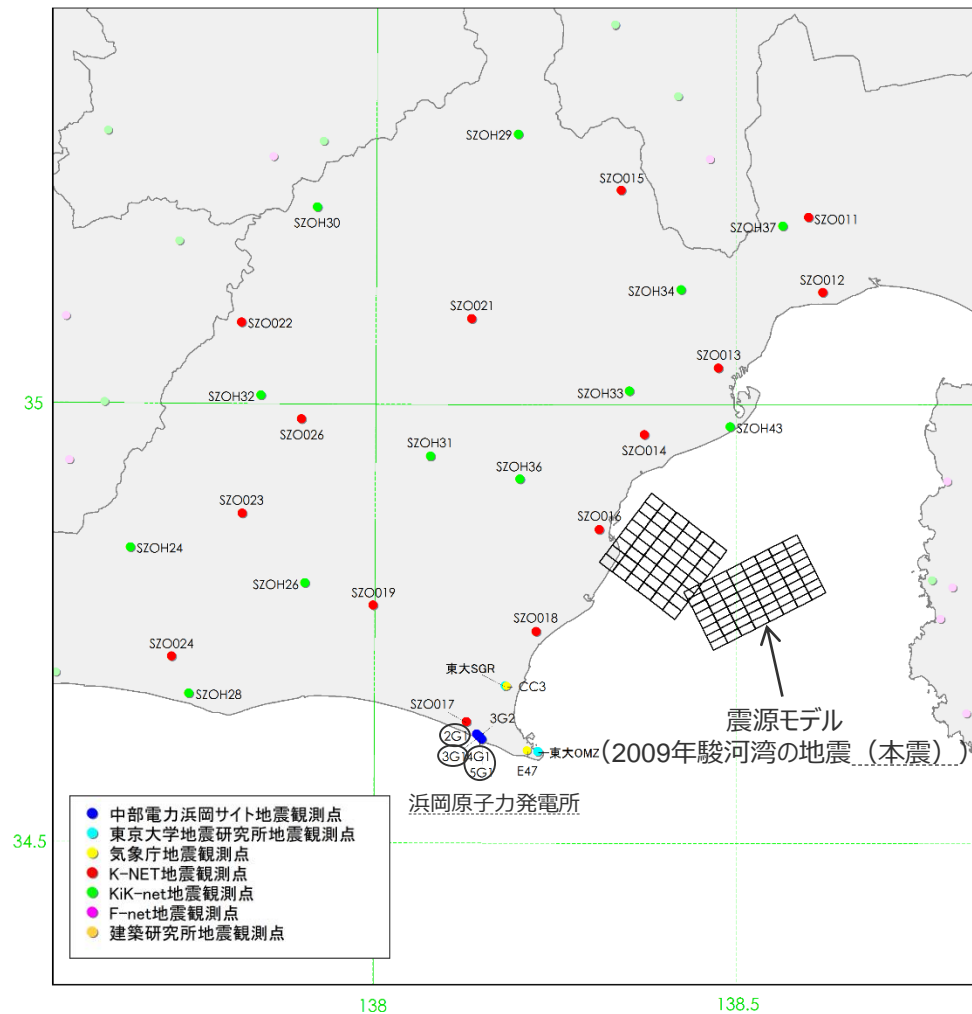 SZOH29
SZO015
SZOH30
SZO011
SZOH37
SZOH34
SZO012
SZO021
SZO022
SZO013
SZOH32
SZOH33
35
SZO026
SZO014
SZOH43
SZOH31
SZOH36
SZO023
SZO016
SZOH24
SZOH26
SZO019
SZO018
SZO024
東大SGR
CC3
SZOH28
SZO017
3G2
震源モデル
(2009年駿河湾の地震(本震))
2G1
3G1
4G1
5G1
E47
東大OMZ
浜岡原子力発電所
中部電力浜岡サイト地震観測点
東京大学地震研究所地震観測点
気象庁地震観測点
K-NET地震観測点
KiK-net地震観測点
F-net地震観測点
建築研究所地震観測点
34.5
138
138.5